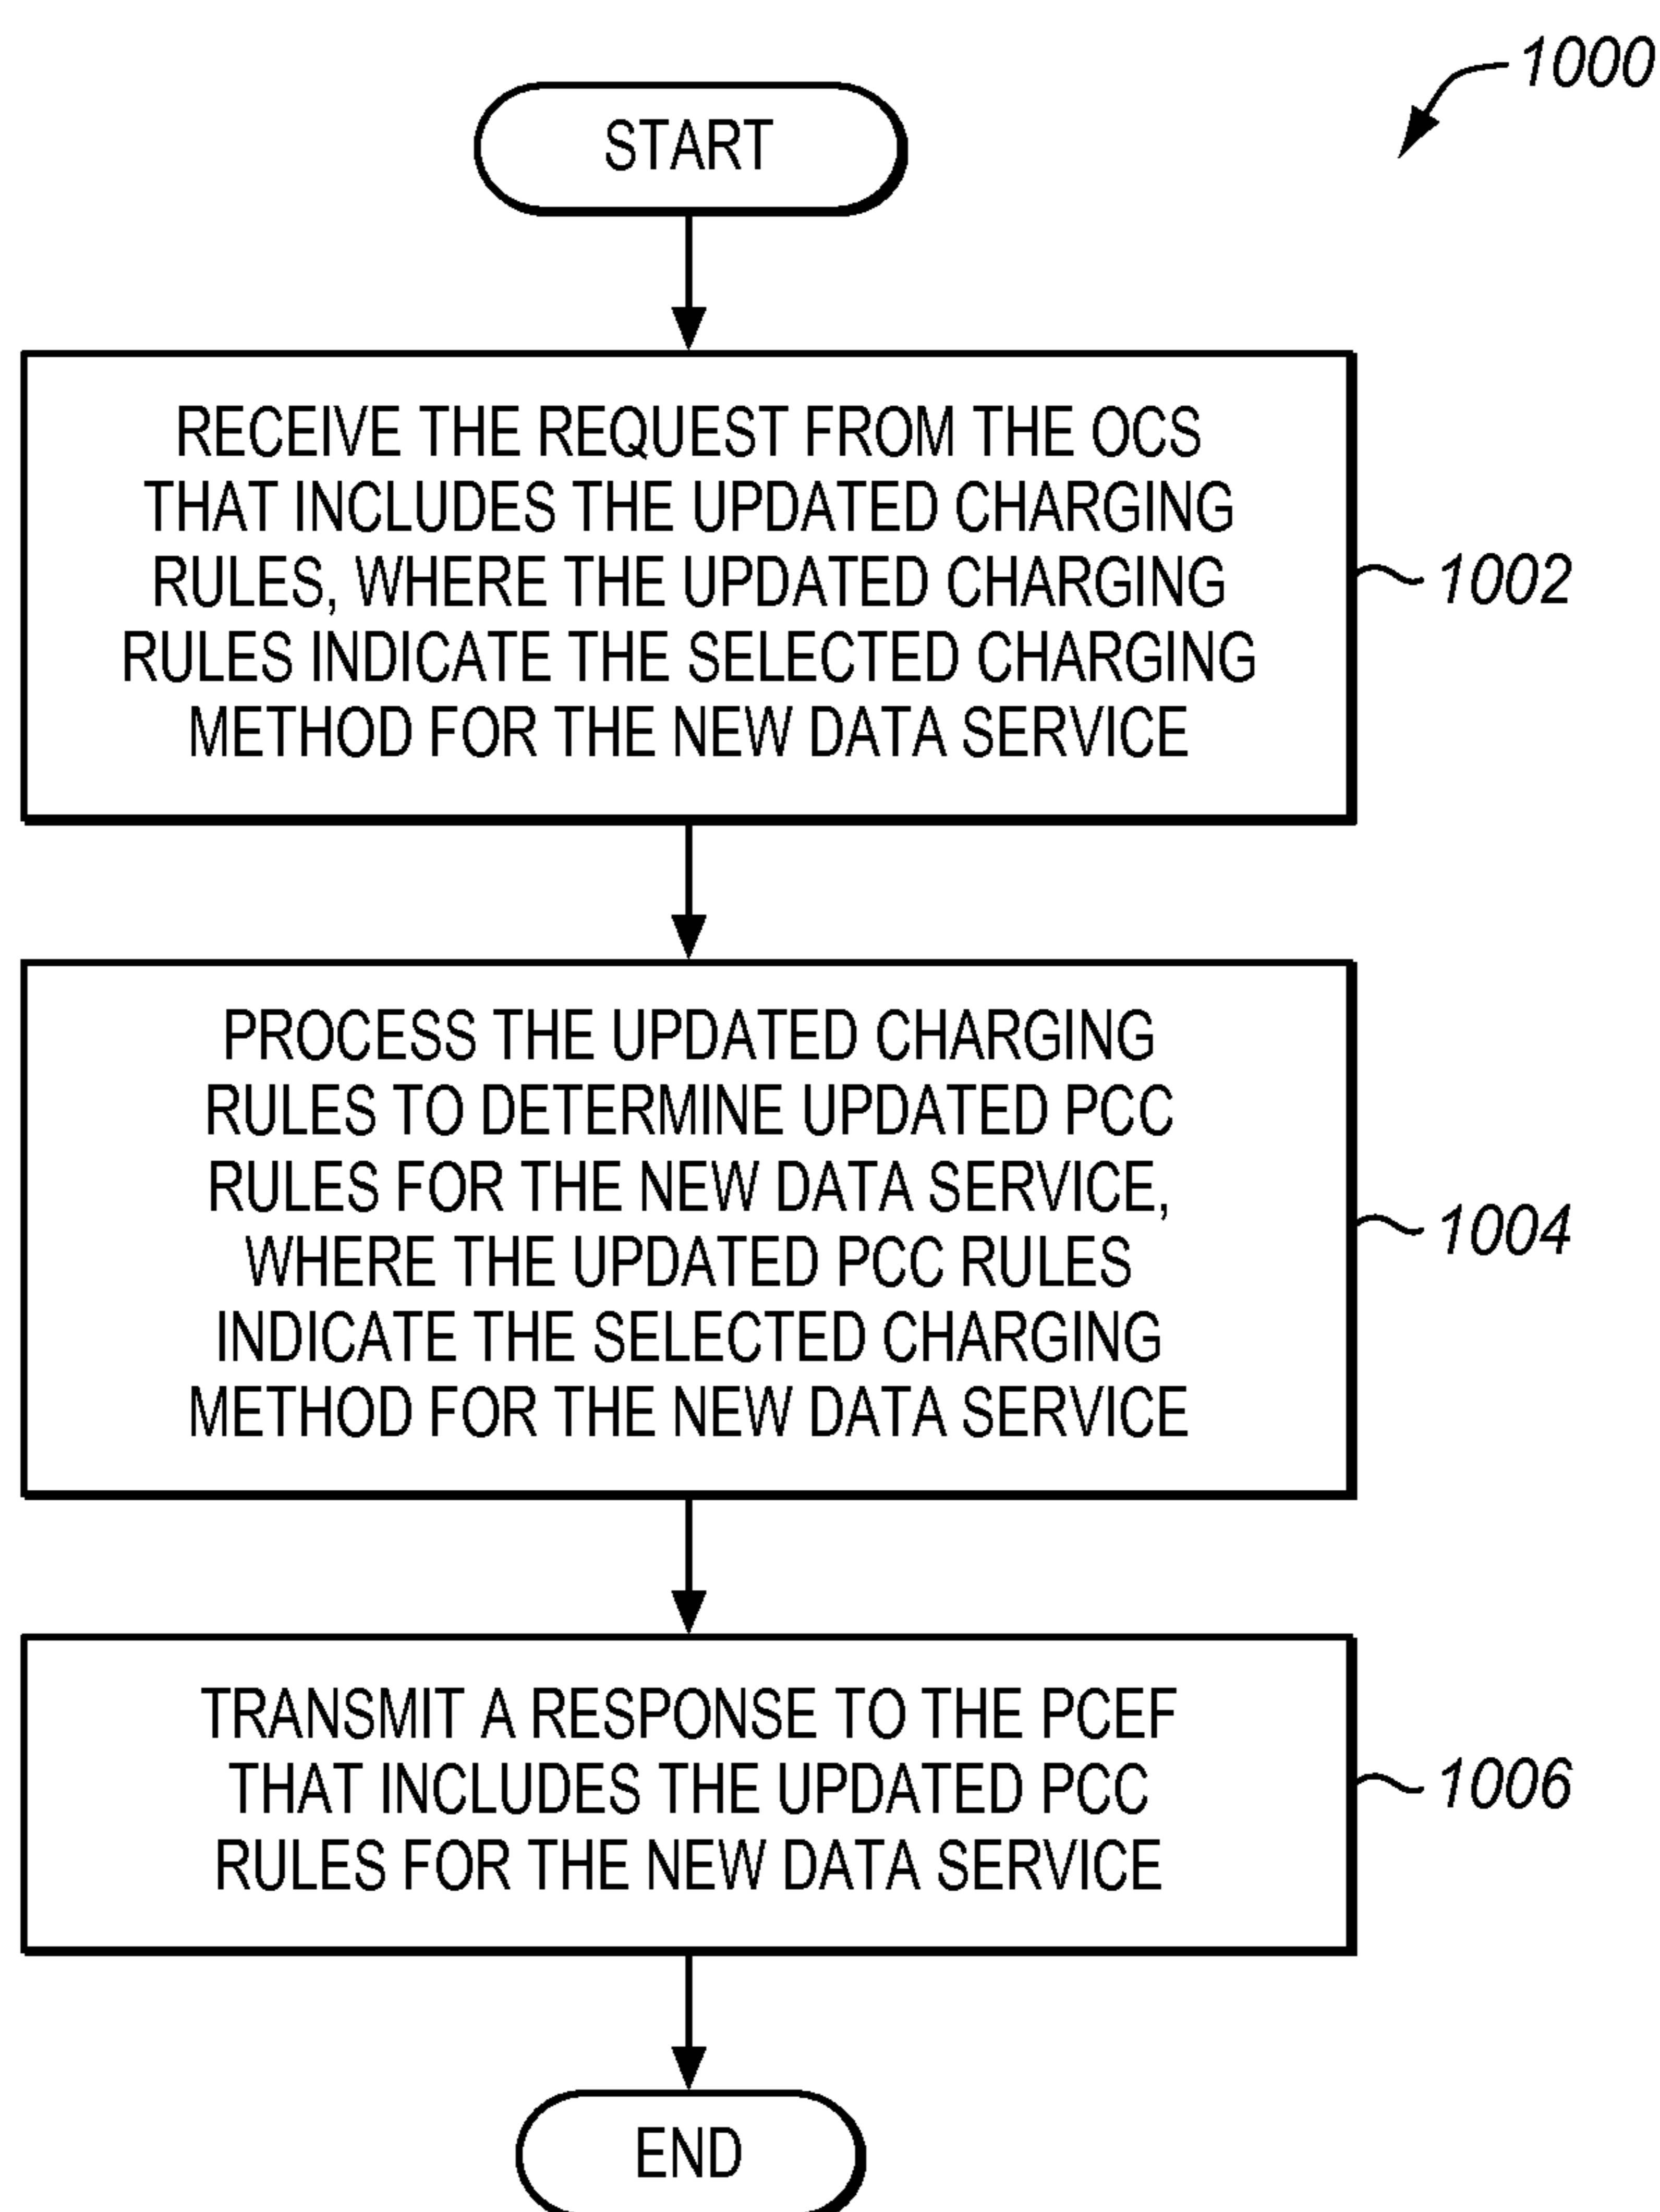 1000
START
RECEIVE THE REQUEST FROM THE OCS
THAT INCLUDES THE UPDATED CHARGING
RULES, WHERE THE UPDATED CHARGING
RULES INDICATE THE SELECTED CHARGING
METHOD FOR THE NEW DATA SERVICE
1002
PROCESS THE UPDATED CHARGING
RULES TO DETERMINE UPDATED PCC
RULES FOR THE NEW DATA SERVICE,
WHERE THE UPDATED PCC RULES
INDICATE THE SELECTED CHARGING
METHOD FOR THE NEW DATA SERVICE
1004
TRANSMIT A RESPONSE TO THE PCEF
THAT INCLUDES THE UPDATED PCC
RULES FOR THE NEW DATA SERVICE
1006
END